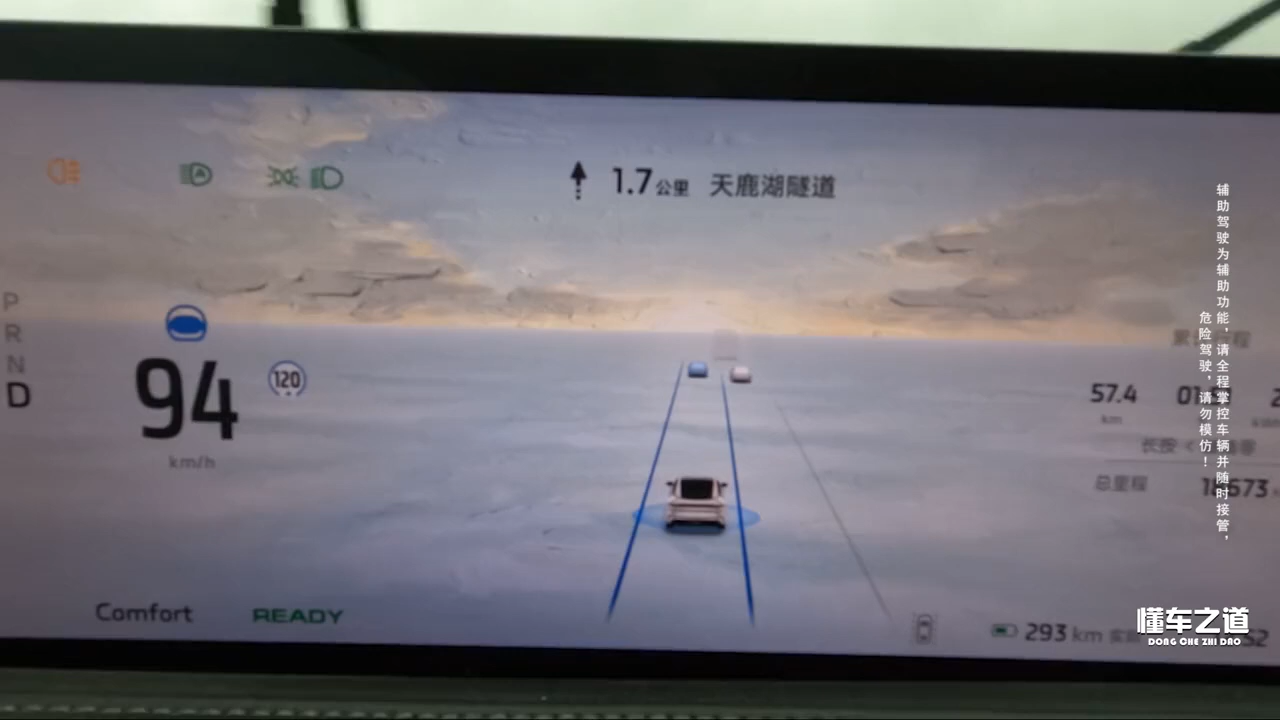 1.7公里 天鹿湖隧道
P
R
N
D
94
km/h
120
57.4
km
长按
总里程
Comfort
READY
293 km
辅助驾驶为辅助功能，请全程掌控车辆并随时接管，
危险驾驶，请勿模仿！
懂车之道
DONG CHE ZHI DAO